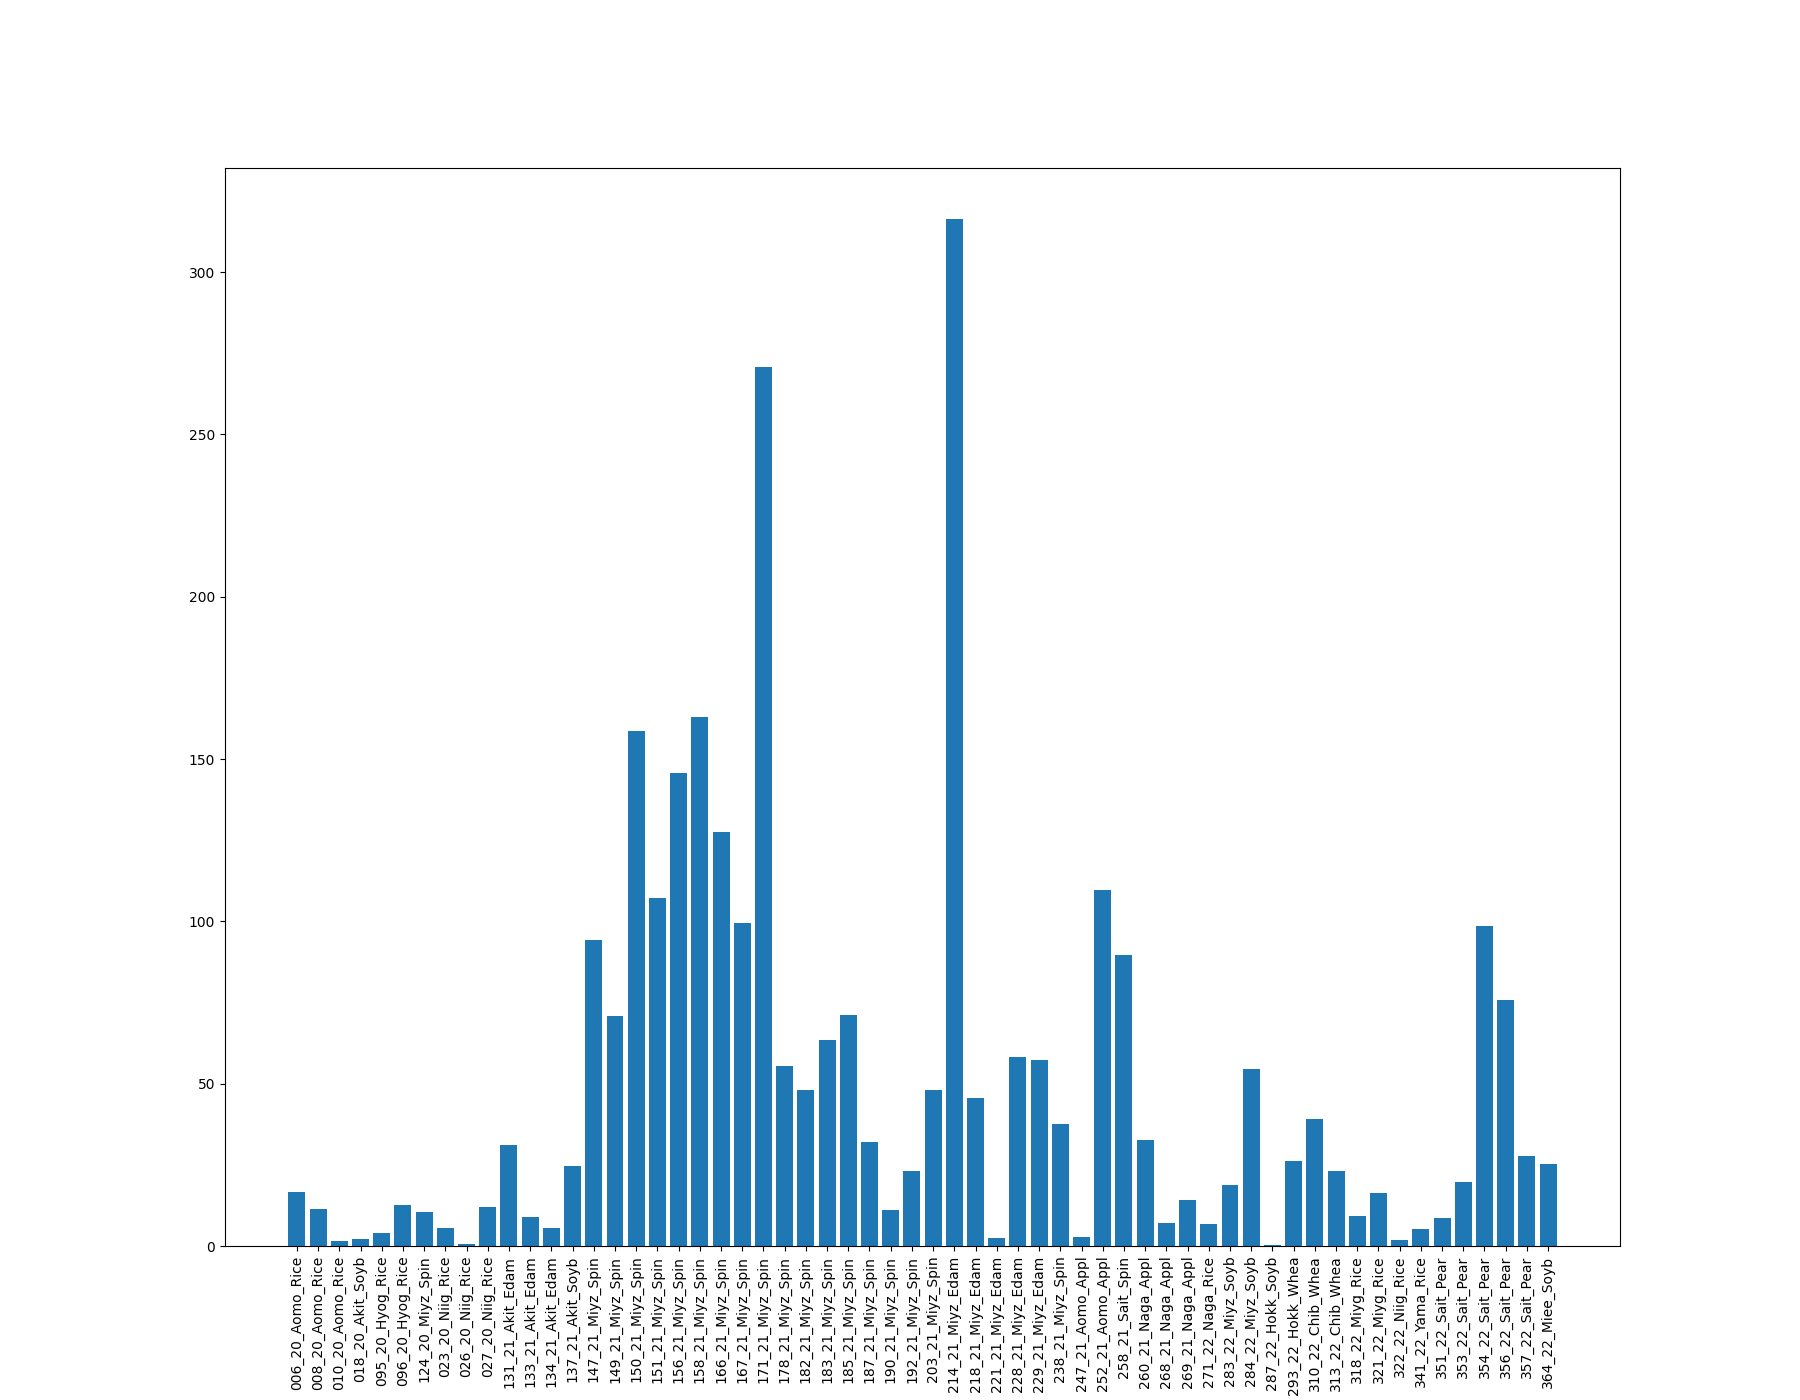 300
250
200
150
100
50
0
006_20_Aomo_Rice
008_20_Aomo_Rice
010_20_Aomo_Rice
018_20_Akit_Soyb
095_20_Hyog_Rice
096_20_Hyog_Rice
124_20_Miyz_Spin
023_20_Niig_Rice
026_20_Niig_Rice
027_20_Niig_Rice
131_21_Akit_Edam
133_21_Akit_Edam
134_21_Akit_Edam
137_21_Akit_Soyb
147_21_Miyz_Spin
149_21_Miyz_Spin
150_21_Miyz_Spin
151_21_Miyz_Spin
156_21_Miyz_Spin
158_21_Miyz_Spin
166_21_Miyz_Spin
167_21_Miyz_Spin
171_21_Miyz_Spin
178_21_Miyz_Spin
182_21_Miyz_Spin
183_21_Miyz_Spin
185_21_Miyz_Spin
187_21_Miyz_Spin
190_21_Miyz_Spin
192_21_Miyz_Spin
203_21_Miyz_Spin
214_21_Miyz_Edam
218_21_Miyz_Edam
221_21_Miyz_Edam
228_21_Miyz_Edam
229_21_Miyz_Edam
238_21_Miyz_Spin
247_21_Aomo_Appl
252_21_Aomo_Appl
258_21_Sait_Spin
260_21_Naga_Appl
268_21_Naga_Appl
269_21_Naga_Appl
271_22_Naga_Rice
283_22_Miyz_Soyb
284_22_Miyz_Soyb
287_22_Hokk_Soyb
293_22_Hokk_Whea
310_22_Chib_Whea
313_22_Chib_Whea
318_22_Miyg_Rice
321_22_Miyg_Rice
322_22_Niig_Rice
341_22_Yama_Rice
351_22_Sait_Pear
353_22_Sait_Pear
354_22_Sait_Pear
356_22_Sait_Pear
357_22_Sait_Pear
364_22_Miee_Soyb